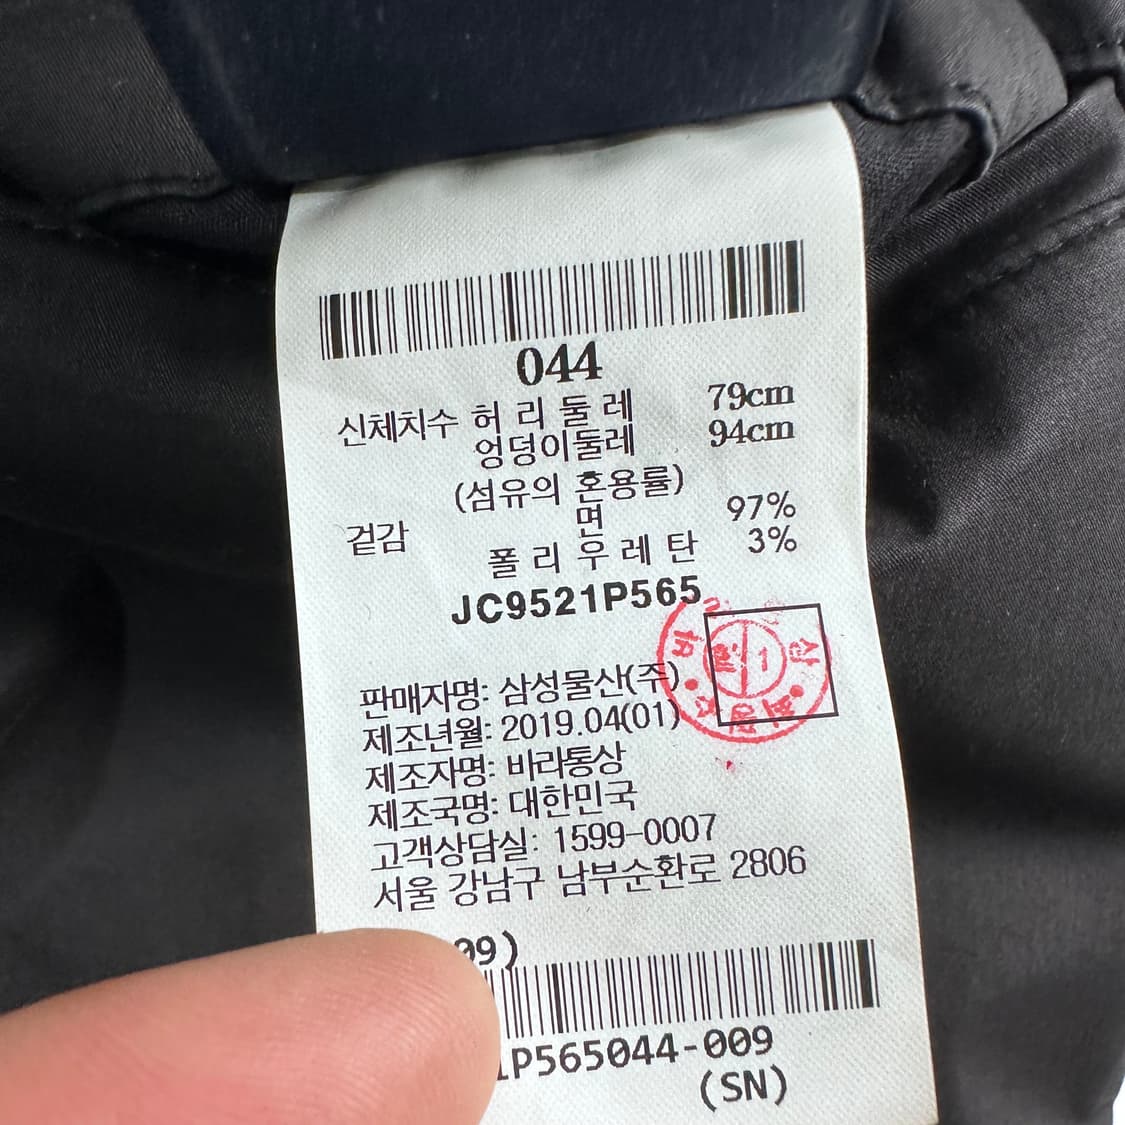 044
신체치수 허 리 둘 레 79cm
엉덩이둘레 94cm
(섬유의 혼용률)
겉감 면 97%
폴 리 우 레 탄 3%
JC9521P565
판매자명: 삼성물산(주)
제조년월: 2019.04(01)
제조자명: 바라통상
제조국명: 대한민국
고객상담실: 1599-0007
서울 강남구 남부순환로 2806
09)
1P565044-009
(SN)